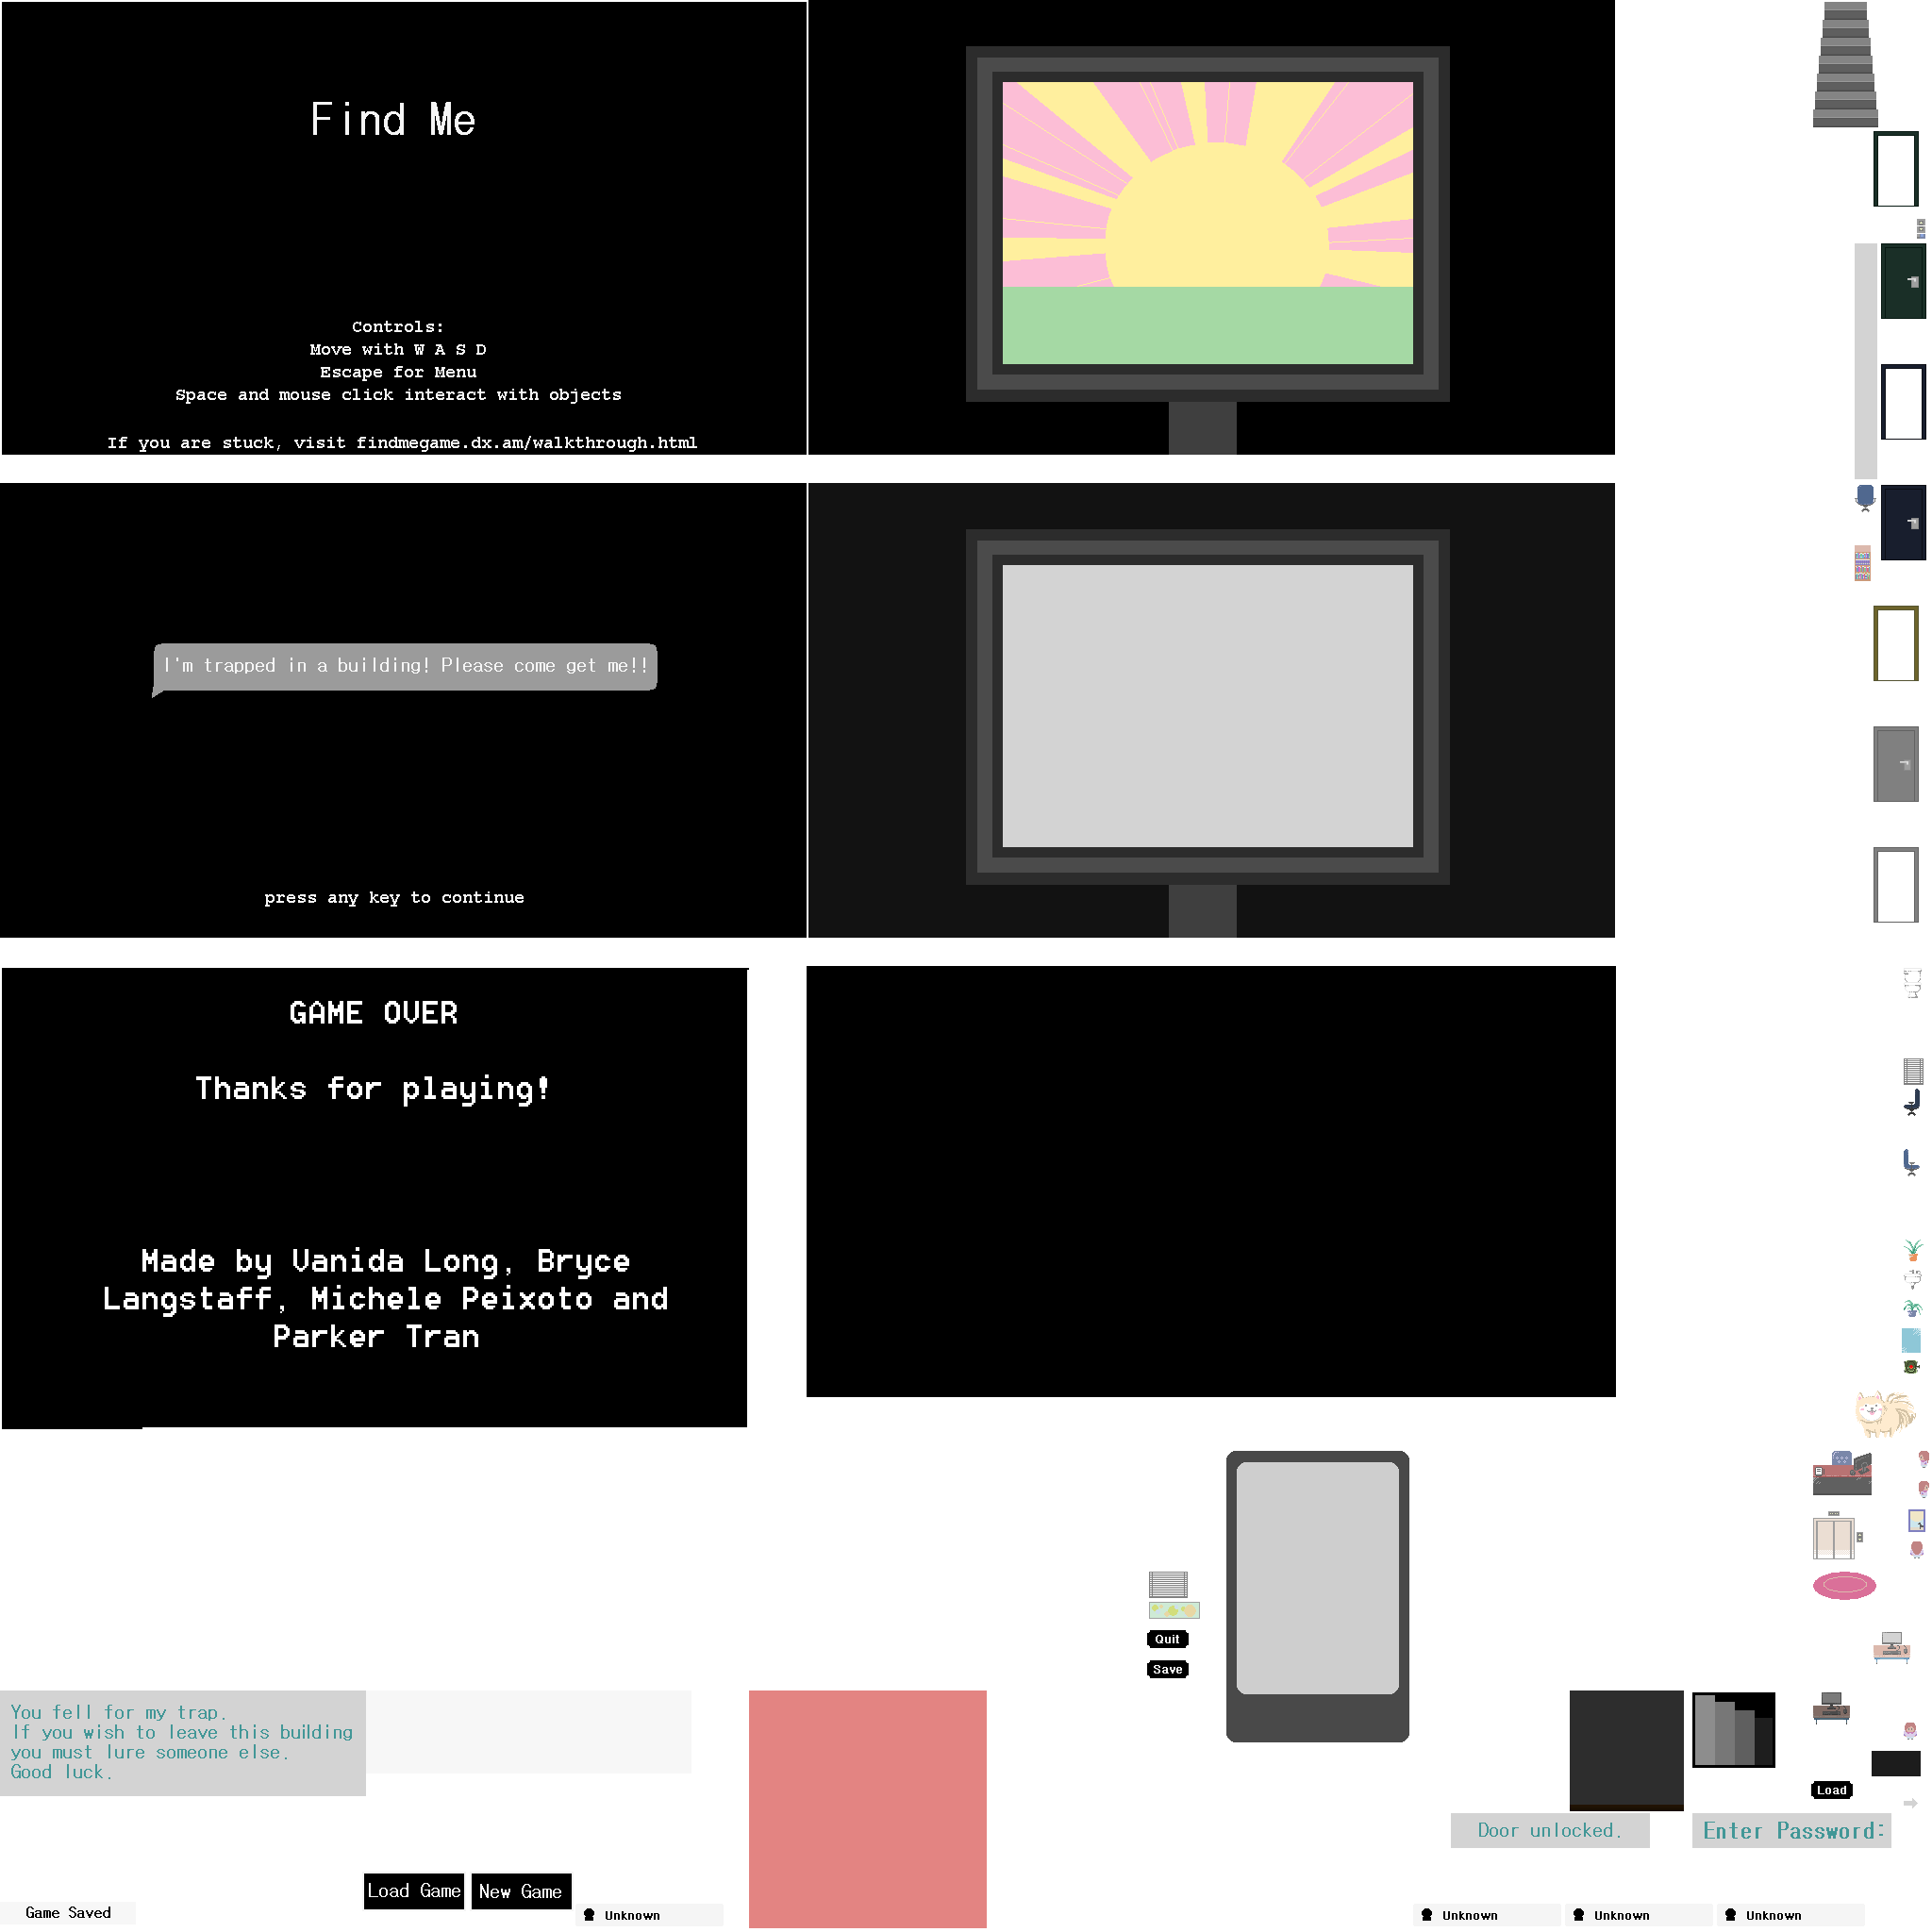 Find Me
Controls:
Move with W A S D
Escape for Menu
Space and mouse click interact with objects
If you are stuck, visit findmegame.dx.am/walkthrough.html
I'm trapped in a building! Please come get me!!
press any key to continue
GAME OVER
Thanks for playing!
Made by Vanida Long, Bryce
Langstaff, Michele Peixoto and
Parker Tran
Quit
Save
You fell for my trap.
If you wish to leave this building
you must lure someone else.
Good luck.
Load
Door unlocked.
Enter Password:
Load Game
New Game
Game Saved
Unknown
Unknown
Unknown
Unknown